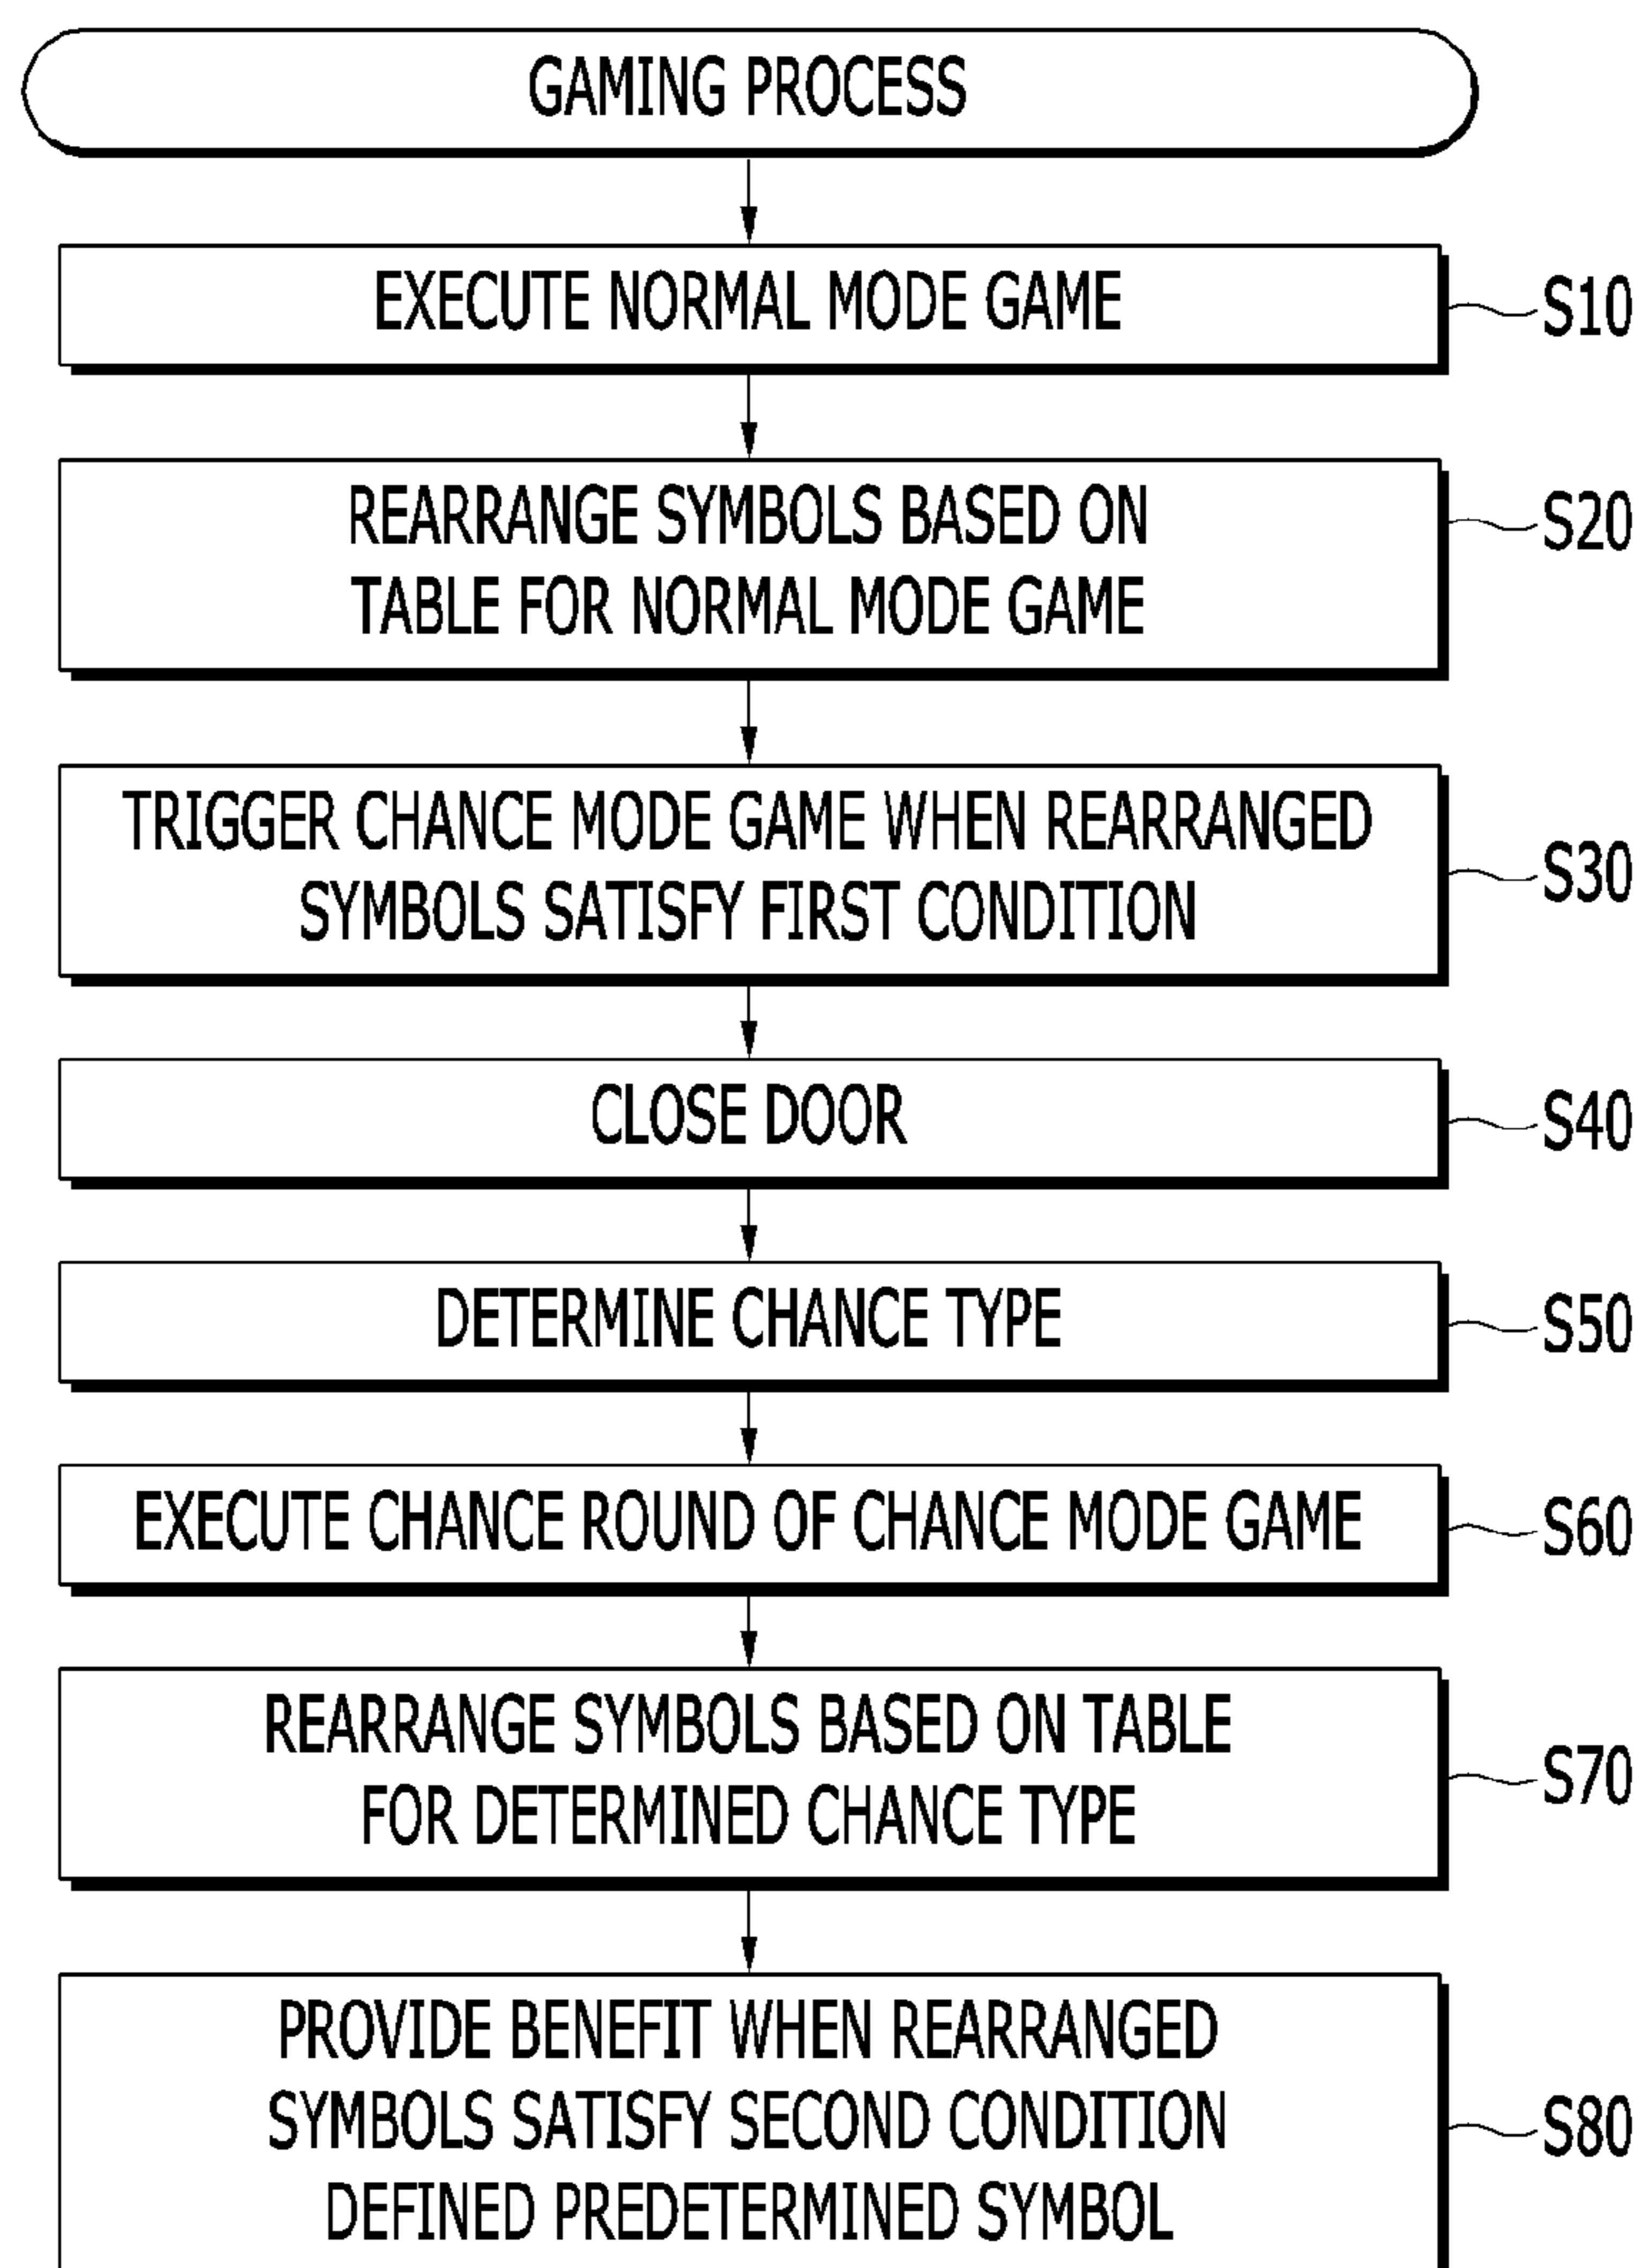 GAMING PROCESS
EXECUTE NORMAL MODE GAME
S10
REARRANGE SYMBOLS BASED ON
TABLE FOR NORMAL MODE GAME
S20
TRIGGER CHANCE MODE GAME WHEN REARRANGED
SYMBOLS SATISFY FIRST CONDITION
S30
CLOSE DOOR
S40
DETERMINE CHANCE TYPE
S50
EXECUTE CHANCE ROUND OF CHANCE MODE GAME
S60
REARRANGE SYMBOLS BASED ON TABLE
FOR DETERMINED CHANCE TYPE
S70
PROVIDE BENEFIT WHEN REARRANGED
SYMBOLS SATISFY SECOND CONDITION
DEFINED PREDETERMINED SYMBOL
S80